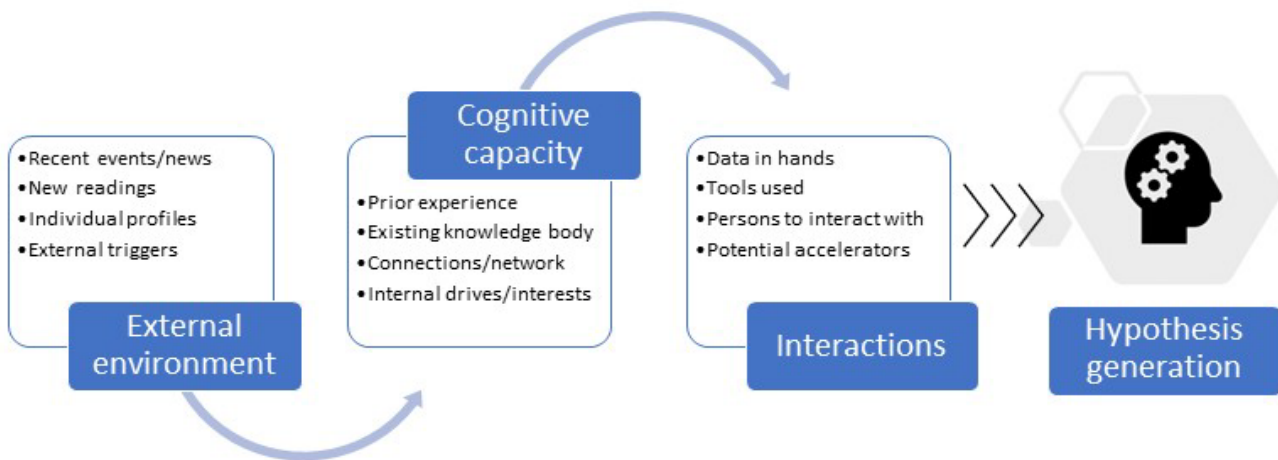 •Recent events/news
•New readings
•Individual profiles
•External triggers
External
environment
Cognitive
capacity
•Prior experience
•Existing knowledge body
•Connections/network
•Internal drives/interests
•Data in hands
•Tools used
•Persons to interact with
•Potential accelerators
Interactions
Hypothesis
generation